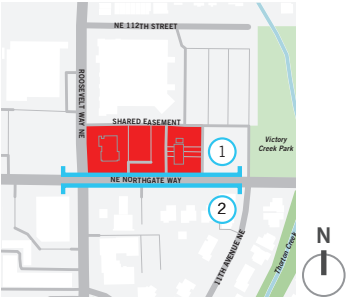 NE 112TH STREET
ROOSEVELT WAY NE
SHARED EASEMENT
Victory
Creek Park
1
NE NORTHGATE WAY
2
11TH AVENUE NE
Thorton Creek
N